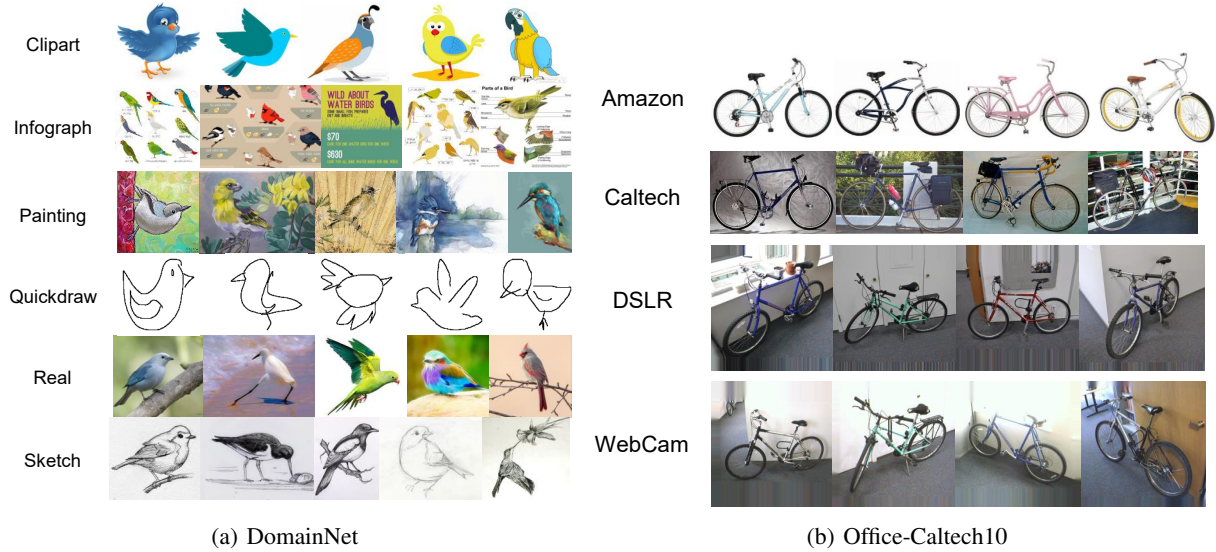 Clipart
Infograph
WILD ABOUT
WATER BIRDS
$70
$630
Parts of a Bird
Painting
Quickdraw
Real
Sketch
(a) DomainNet
Amazon
Caltech
DSLR
WebCam
(b) Office-Caltech10